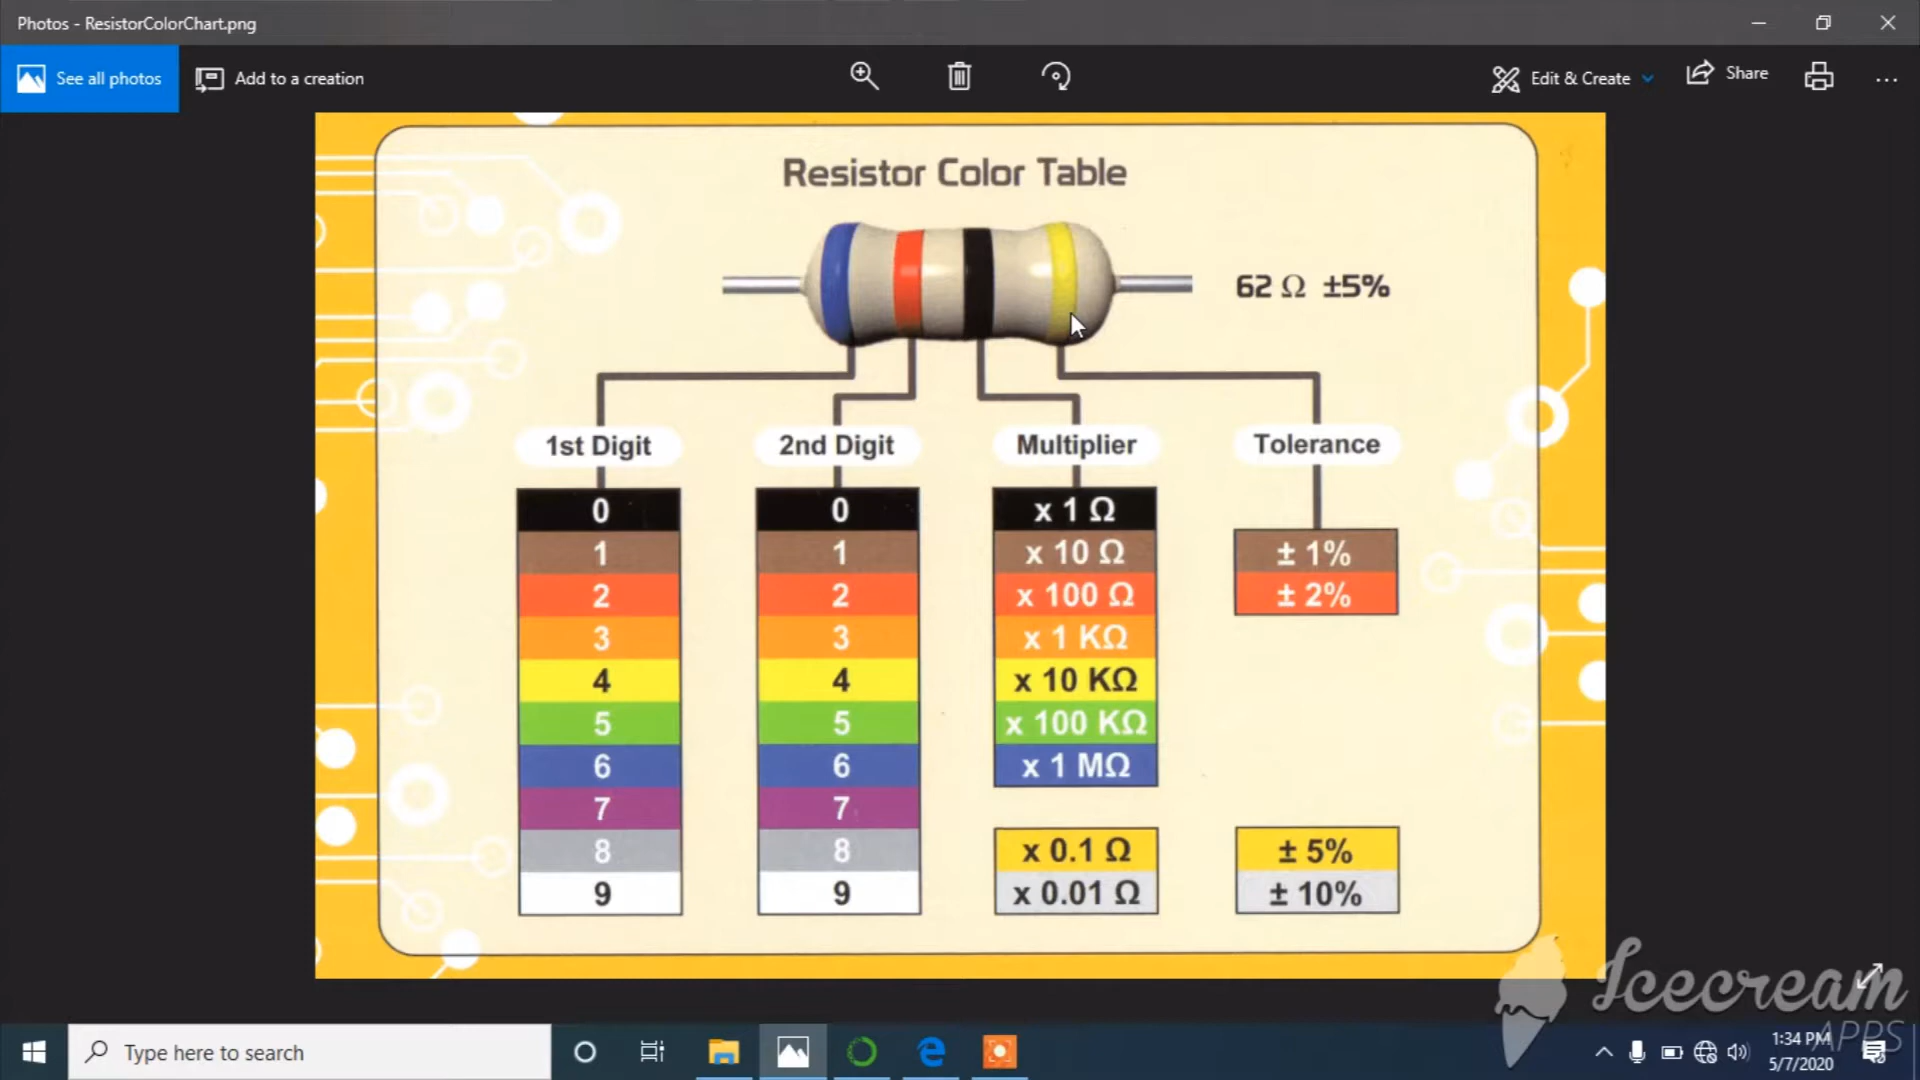 Photos - ResistorColorChart.png
See all photos
Add to a creation
Edit & Create
Share
Resistor Color Table
62 Ω ±5%
1st Digit 2nd Digit Multiplier Tolerance
0 0 x 1 Ω
1 1 x 10 Ω ± 1%
2 2 x 100 Ω ± 2%
3 3 x 1 KΩ
4 4 x 10 KΩ
5 5 x 100 KΩ
6 6 x 1 MΩ
7 7
8 8 x 0.1 Ω ± 5%
9 9 x 0.01 Ω ± 10%
Icecream
APPS
Type here to search
1:34 PM
5/7/2020